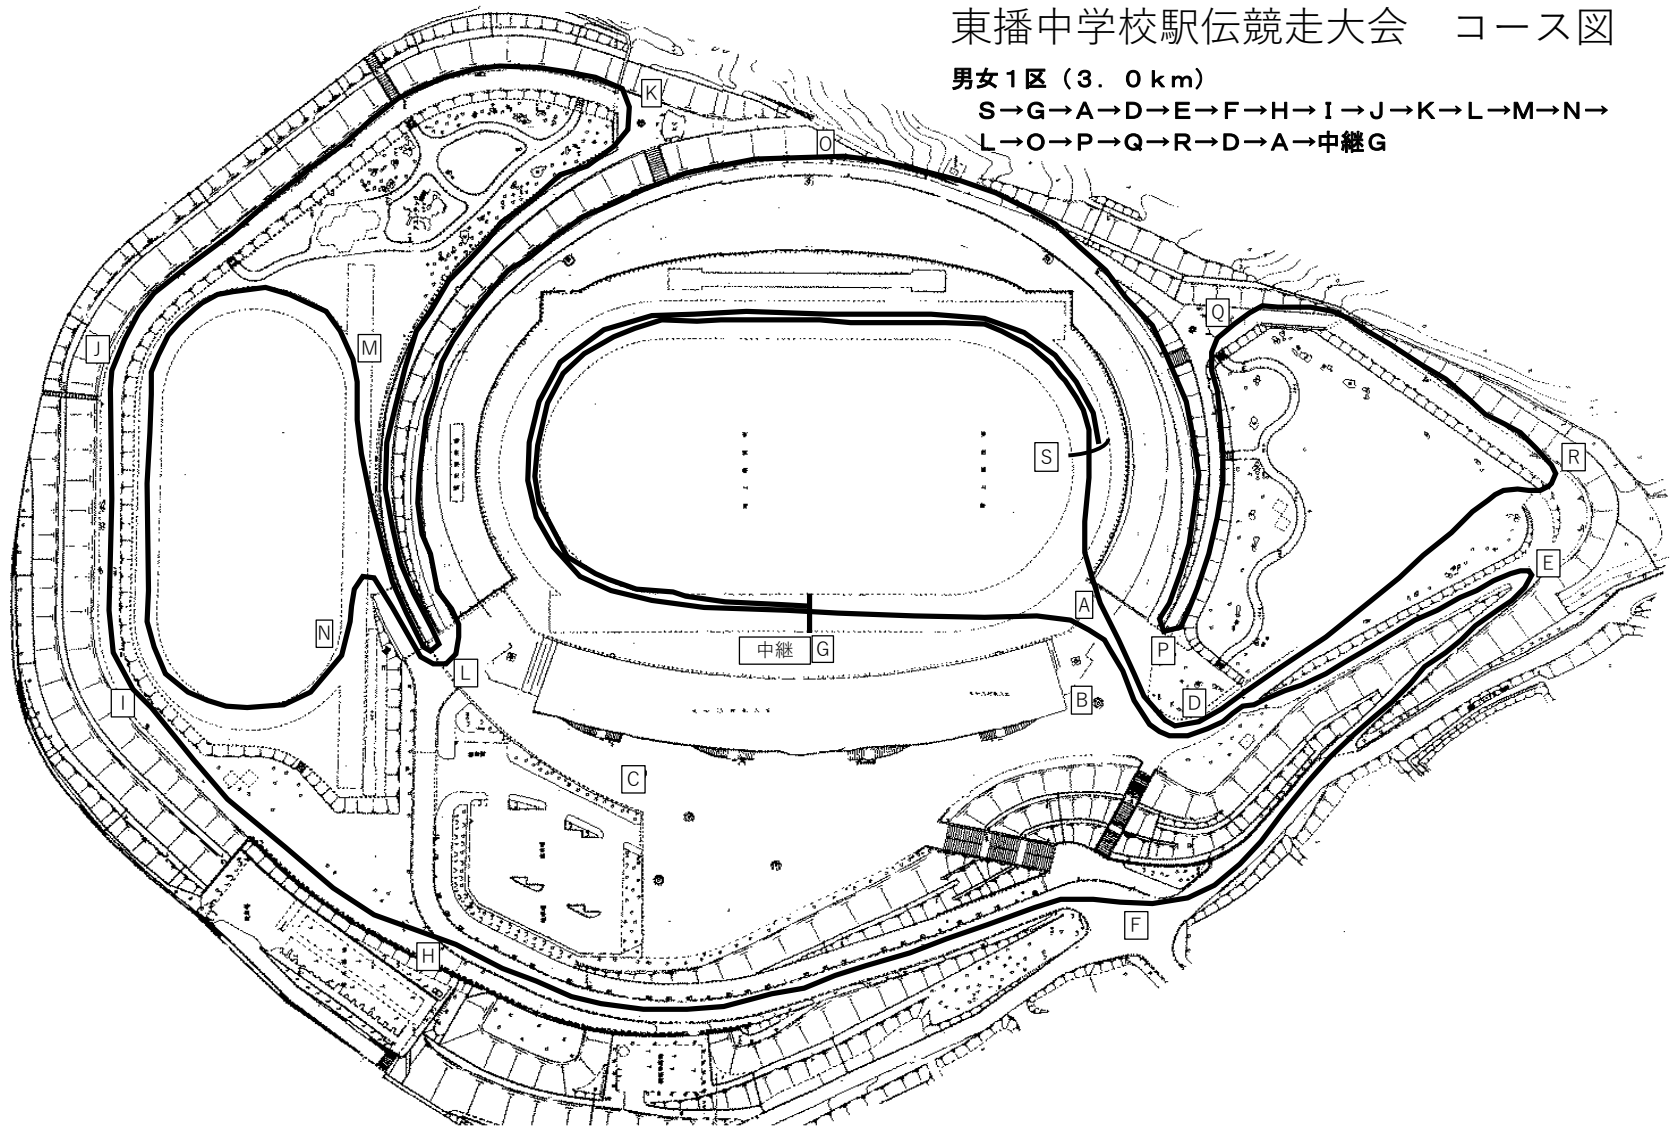 東播中学校駅伝競走大会　コース図
男女１区（３．０ｋｍ）
Ｓ→Ｇ→Ａ→Ｄ→Ｅ→Ｆ→Ｈ→Ｉ→Ｊ→Ｋ→Ｌ→Ｍ→Ｎ→
Ｌ→Ｏ→Ｐ→Ｑ→Ｒ→Ｄ→Ａ→中継Ｇ
K
O
Q
J
M
S
R
E
A
N
中継 G
P
L
I
B
D
C
F
H